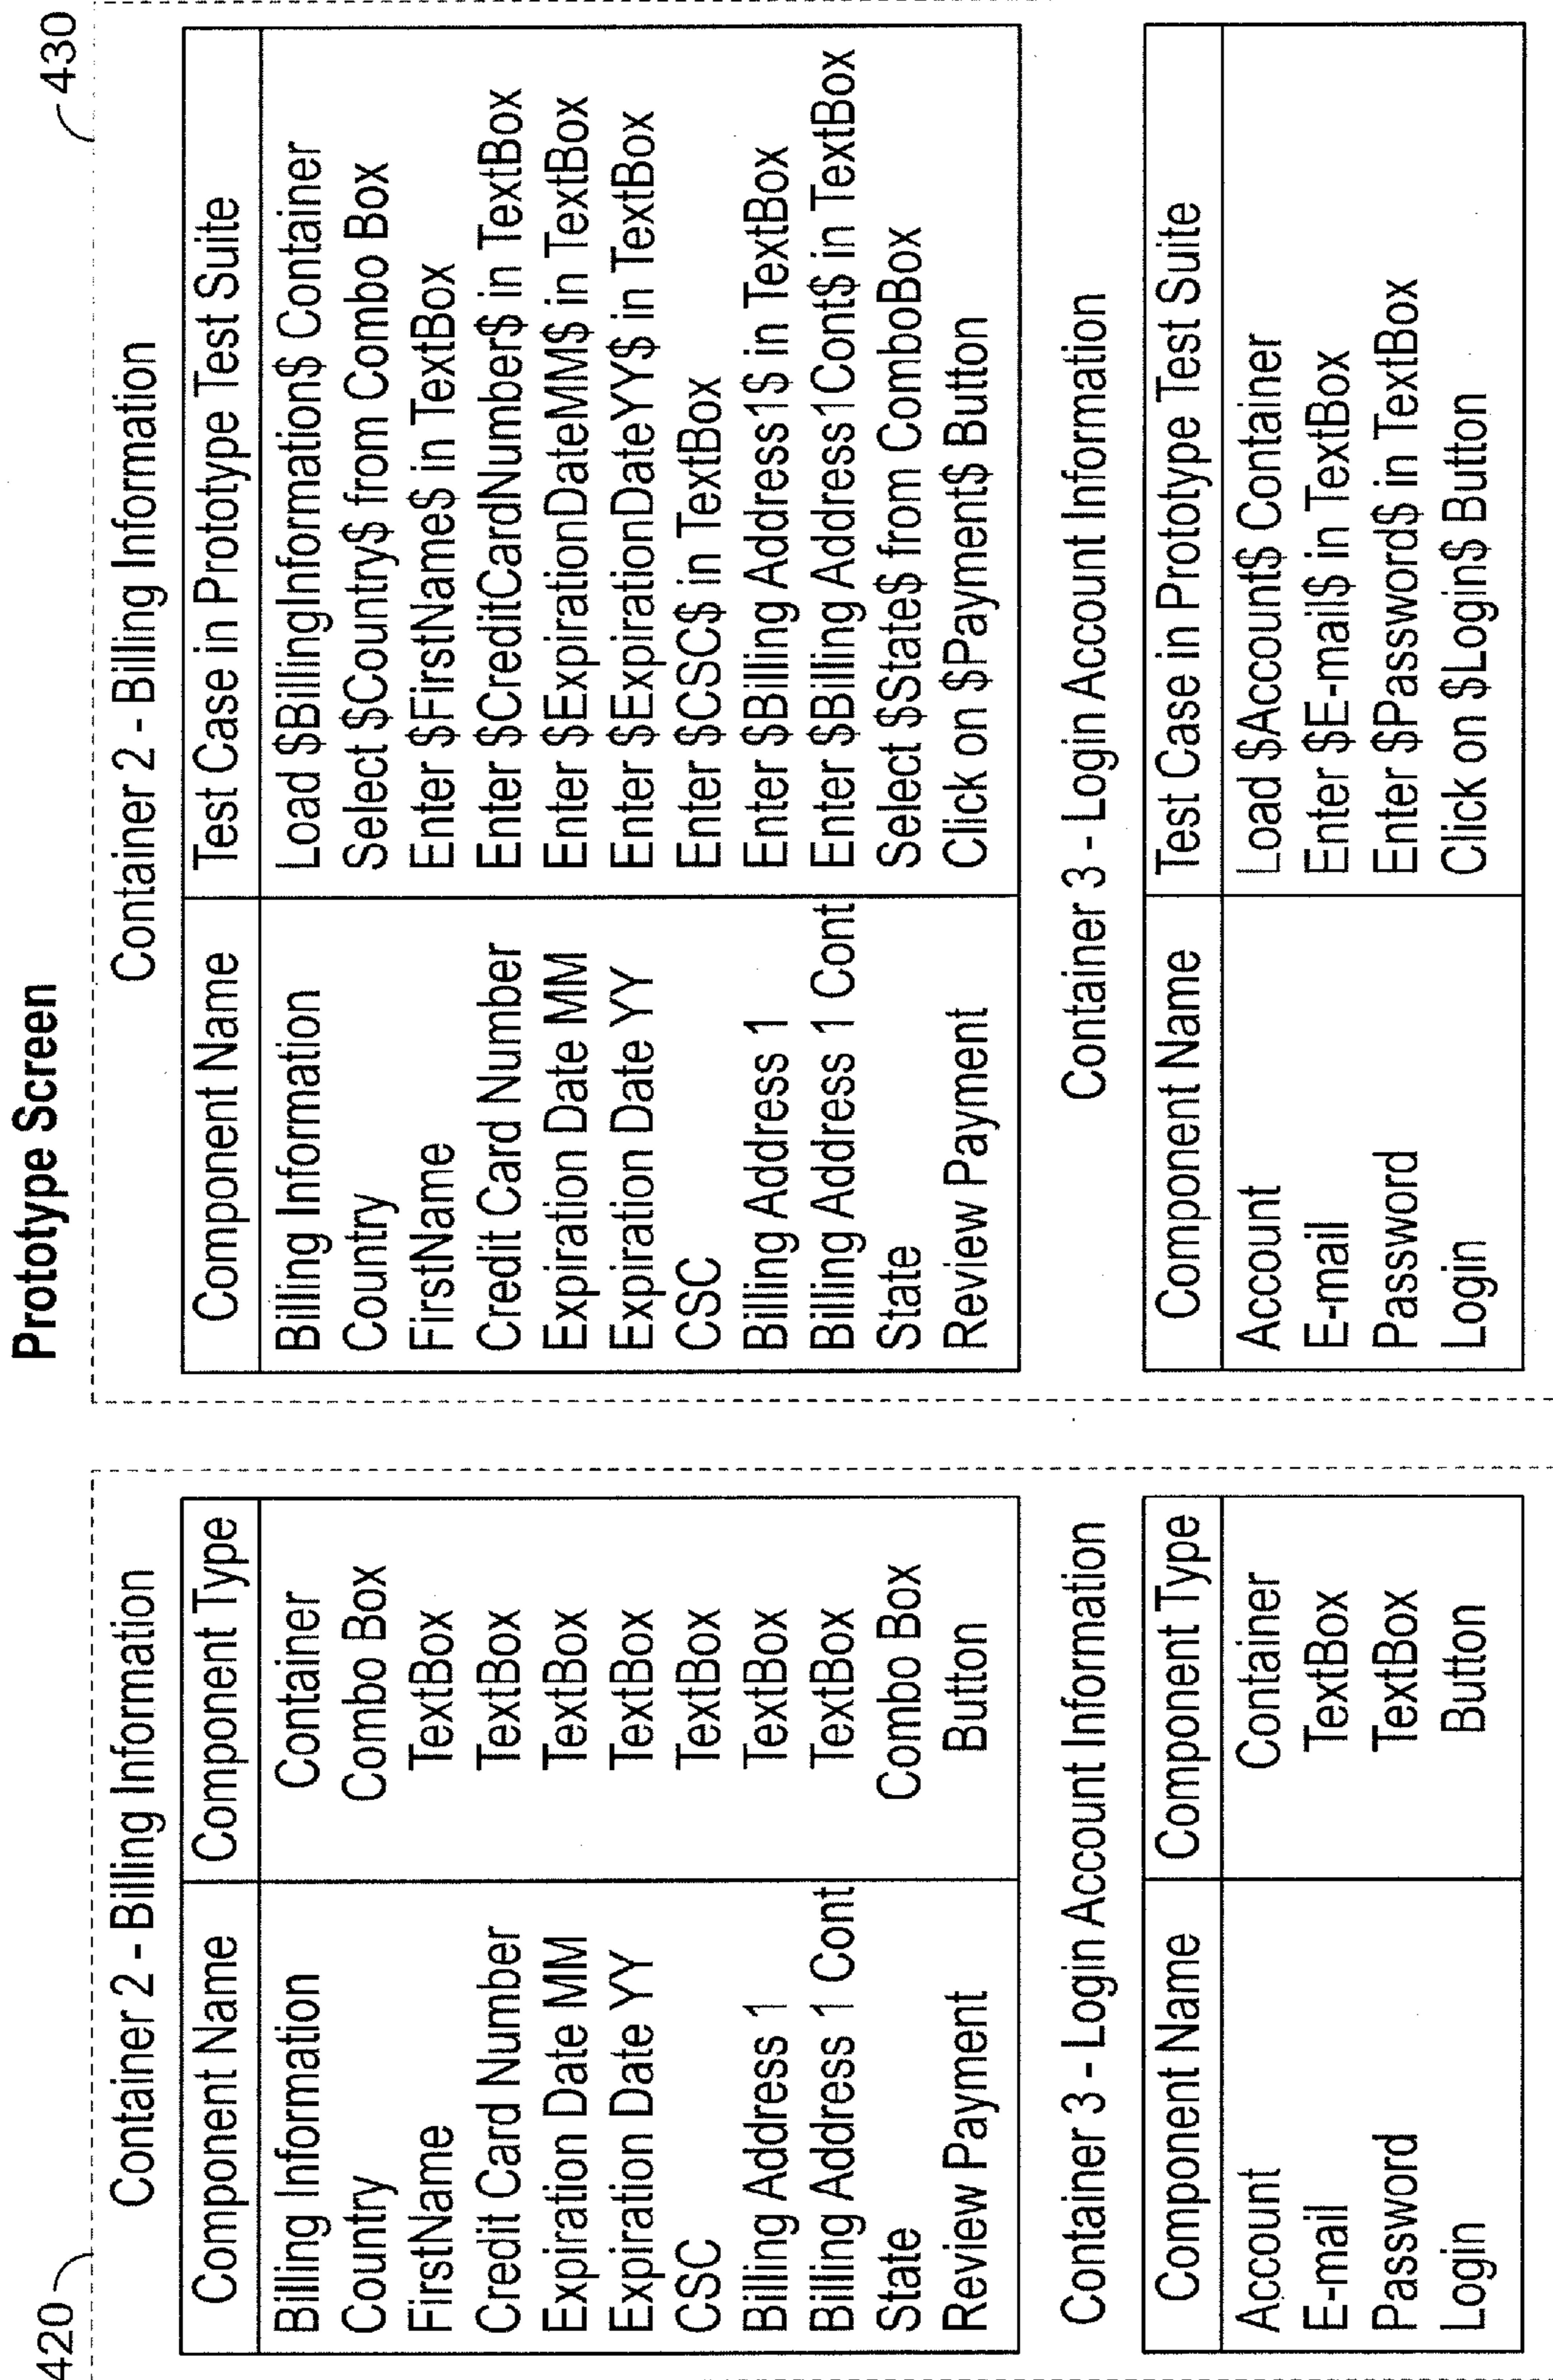 Prototype Screen
420
Container 2 - Billing Information
Component Name Component Type
Billing Information Container
Country Combo Box
FirstName TextBox
Credit Card Number TextBox
Expiration Date MM TextBox
Expiration Date YY TextBox
CSC TextBox
Billing Address 1 TextBox
Billing Address 1 Cont TextBox
State Combo Box
Review Payment Button
Container 3 - Login Account Information
Component Name Component Type
Account Container
E-mail TextBox
Password TextBox
Login Button
430
Container 2 - Billing Information
Component Name Test Case in Prototype Test Suite
Billing Information Load $BillingInformation$ Container
Country Select $Country$ from Combo Box
FirstName Enter $FirstName$ in TextBox
Credit Card Number Enter $CreditCardNumber$ in TextBox
Expiration Date MM Enter $ExpirationDateMM$ in TextBox
Expiration Date YY Enter $ExpirationDateYY$ in TextBox
CSC Enter $CSC$ in TextBox
Billing Address 1 Enter $Billing Address1$ in TextBox
Billing Address 1 Cont Enter $Billing Address1Cont$ in TextBox
State Select $State$ from ComboBox
Review Payment Click on $Payment$ Button
Container 3 - Login Account Information
Component Name Test Case in Prototype Test Suite
Account Load $Account$ Container
E-mail Enter $E-mail$ in TextBox
Password Enter $Password$ in TextBox
Login Click on $Login$ Button